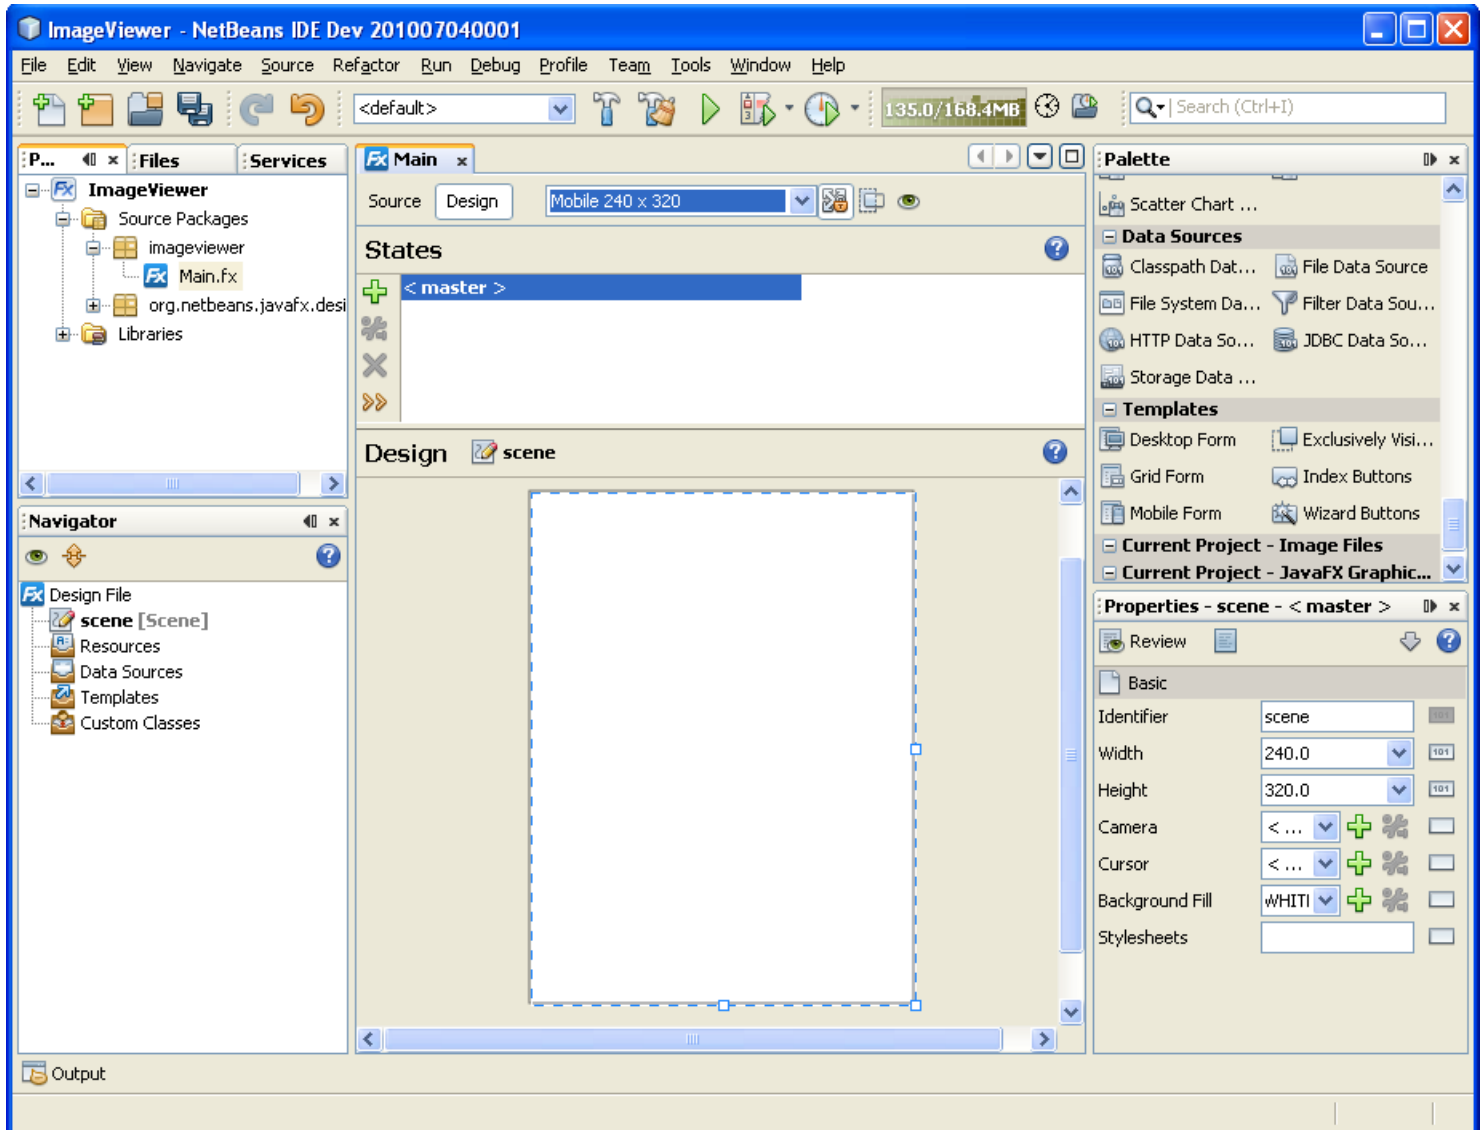 ImageViewer - NetBeans IDE Dev 201007040001
File Edit View Navigate Source Refactor Run Debug Profile Team Tools Window Help
<default>
135.0/168.4MB
Search (Ctrl+I)
P... Files Services
ImageViewer
Source Packages
imageviewer
Main.fx
org.netbeans.javafx.desi
Libraries
Navigator
Design File
scene [Scene]
Resources
Data Sources
Templates
Custom Classes
Main
Source Design Mobile 240 x 320
States
< master >
Design scene
Palette
Scatter Chart ...
Data Sources
Classpath Dat... File Data Source
File System Da... Filter Data Sou...
HTTP Data So... JDBC Data So...
Storage Data ...
Templates
Desktop Form Exclusively Visi...
Grid Form Index Buttons
Mobile Form Wizard Buttons
Current Project - Image Files
Current Project - JavaFX Graphic...
Properties - scene - < master >
Review
Basic
Identifier scene
Width 240.0
Height 320.0
Camera < ...
Cursor < ...
Background Fill WHITI
Stylesheets
Output